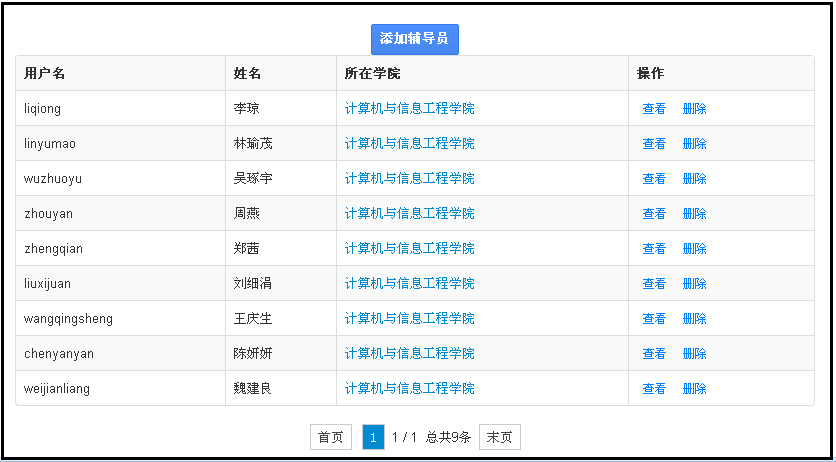 添加辅导员
用户名 姓名 所在学院 操作
liqiong 李琼 计算机与信息工程学院 查看 删除
linyumao 林瑜茂 计算机与信息工程学院 查看 删除
wuzhuoyu 吴琢宇 计算机与信息工程学院 查看 删除
zhouyan 周燕 计算机与信息工程学院 查看 删除
zhengqian 郑茜 计算机与信息工程学院 查看 删除
liuxijuan 刘细涓 计算机与信息工程学院 查看 删除
wangqingsheng 王庆生 计算机与信息工程学院 查看 删除
chenyanyan 陈妍妍 计算机与信息工程学院 查看 删除
weijianliang 魏建良 计算机与信息工程学院 查看 删除
首页 1 1 / 1 总共9条 末页